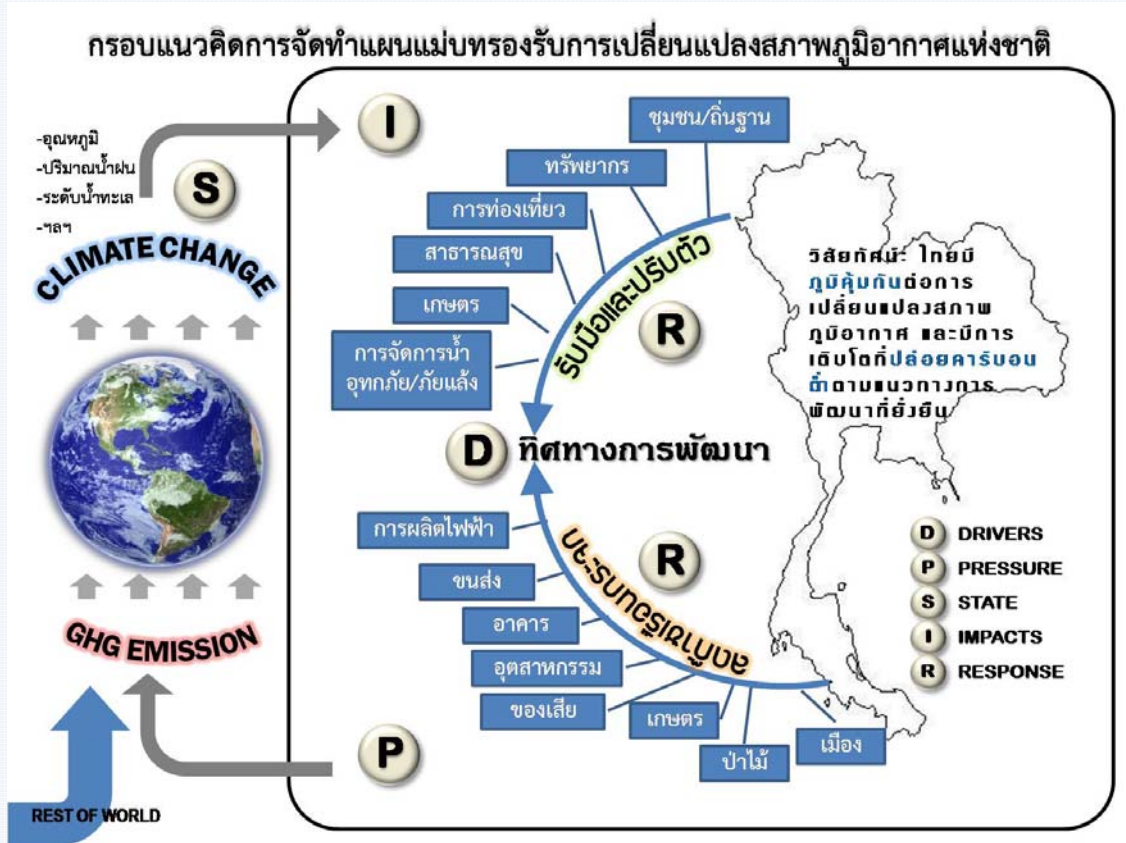 กรอบแนวคิดการจัดทำแผนแม่บทรองรับการเปลี่ยนแปลงสภาพภูมิอากาศแห่งชาติ
-อุณหภูมิ
-ปริมาณน้ำฝน
-ระดับน้ำทะเล
-ฯลฯ
S
CLIMATE CHANGE
GHG EMISSION
REST OF WORLD
I
ชุมชน/ถิ่นฐาน
ทรัพยากร
การท่องเที่ยว
สาธารณสุข
เกษตร
การจัดการน้ำ
อุทกภัย/ภัยแล้ง
รับมือและปรับตัว
R
วิสัยทัศน์: ไทยมี
ภูมิคุ้มกันต่อการ
เปลี่ยนแปลงสภาพ
ภูมิอากาศ และมีการ
เติบโตที่ปล่อยคาร์บอน
ต่ำตามแนวทางการ
พัฒนาที่ยั่งยืน
D ทิศทางการพัฒนา
การผลิตไฟฟ้า
ขนส่ง
อาคาร
อุตสาหกรรม
ของเสีย
เกษตร
ป่าไม้
เมือง
ลดก๊าซเรือนกระจก
R
P
D DRIVERS
P PRESSURE
S STATE
I IMPACTS
R RESPONSE